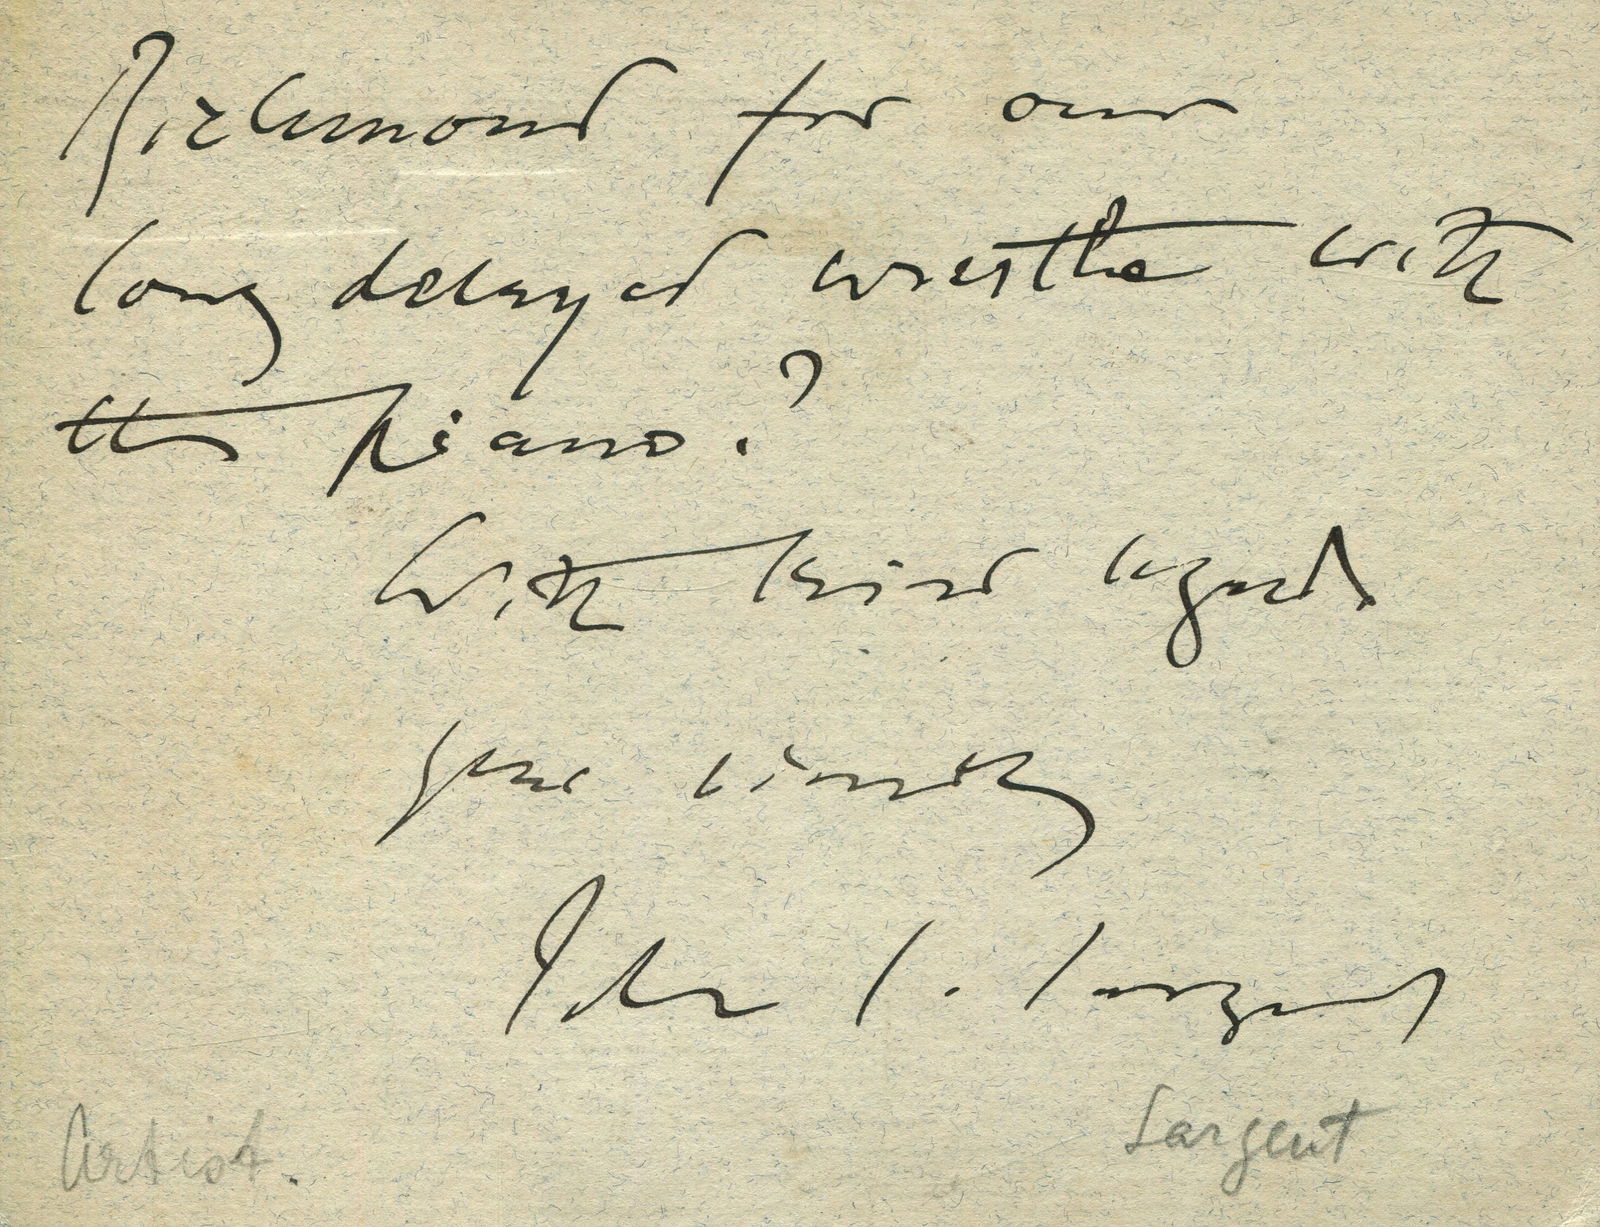 Richmond for our
long delayed wrestle with
the piano?
With kind regards
yours sincerely
John S. Sargent
Artist. Sargent